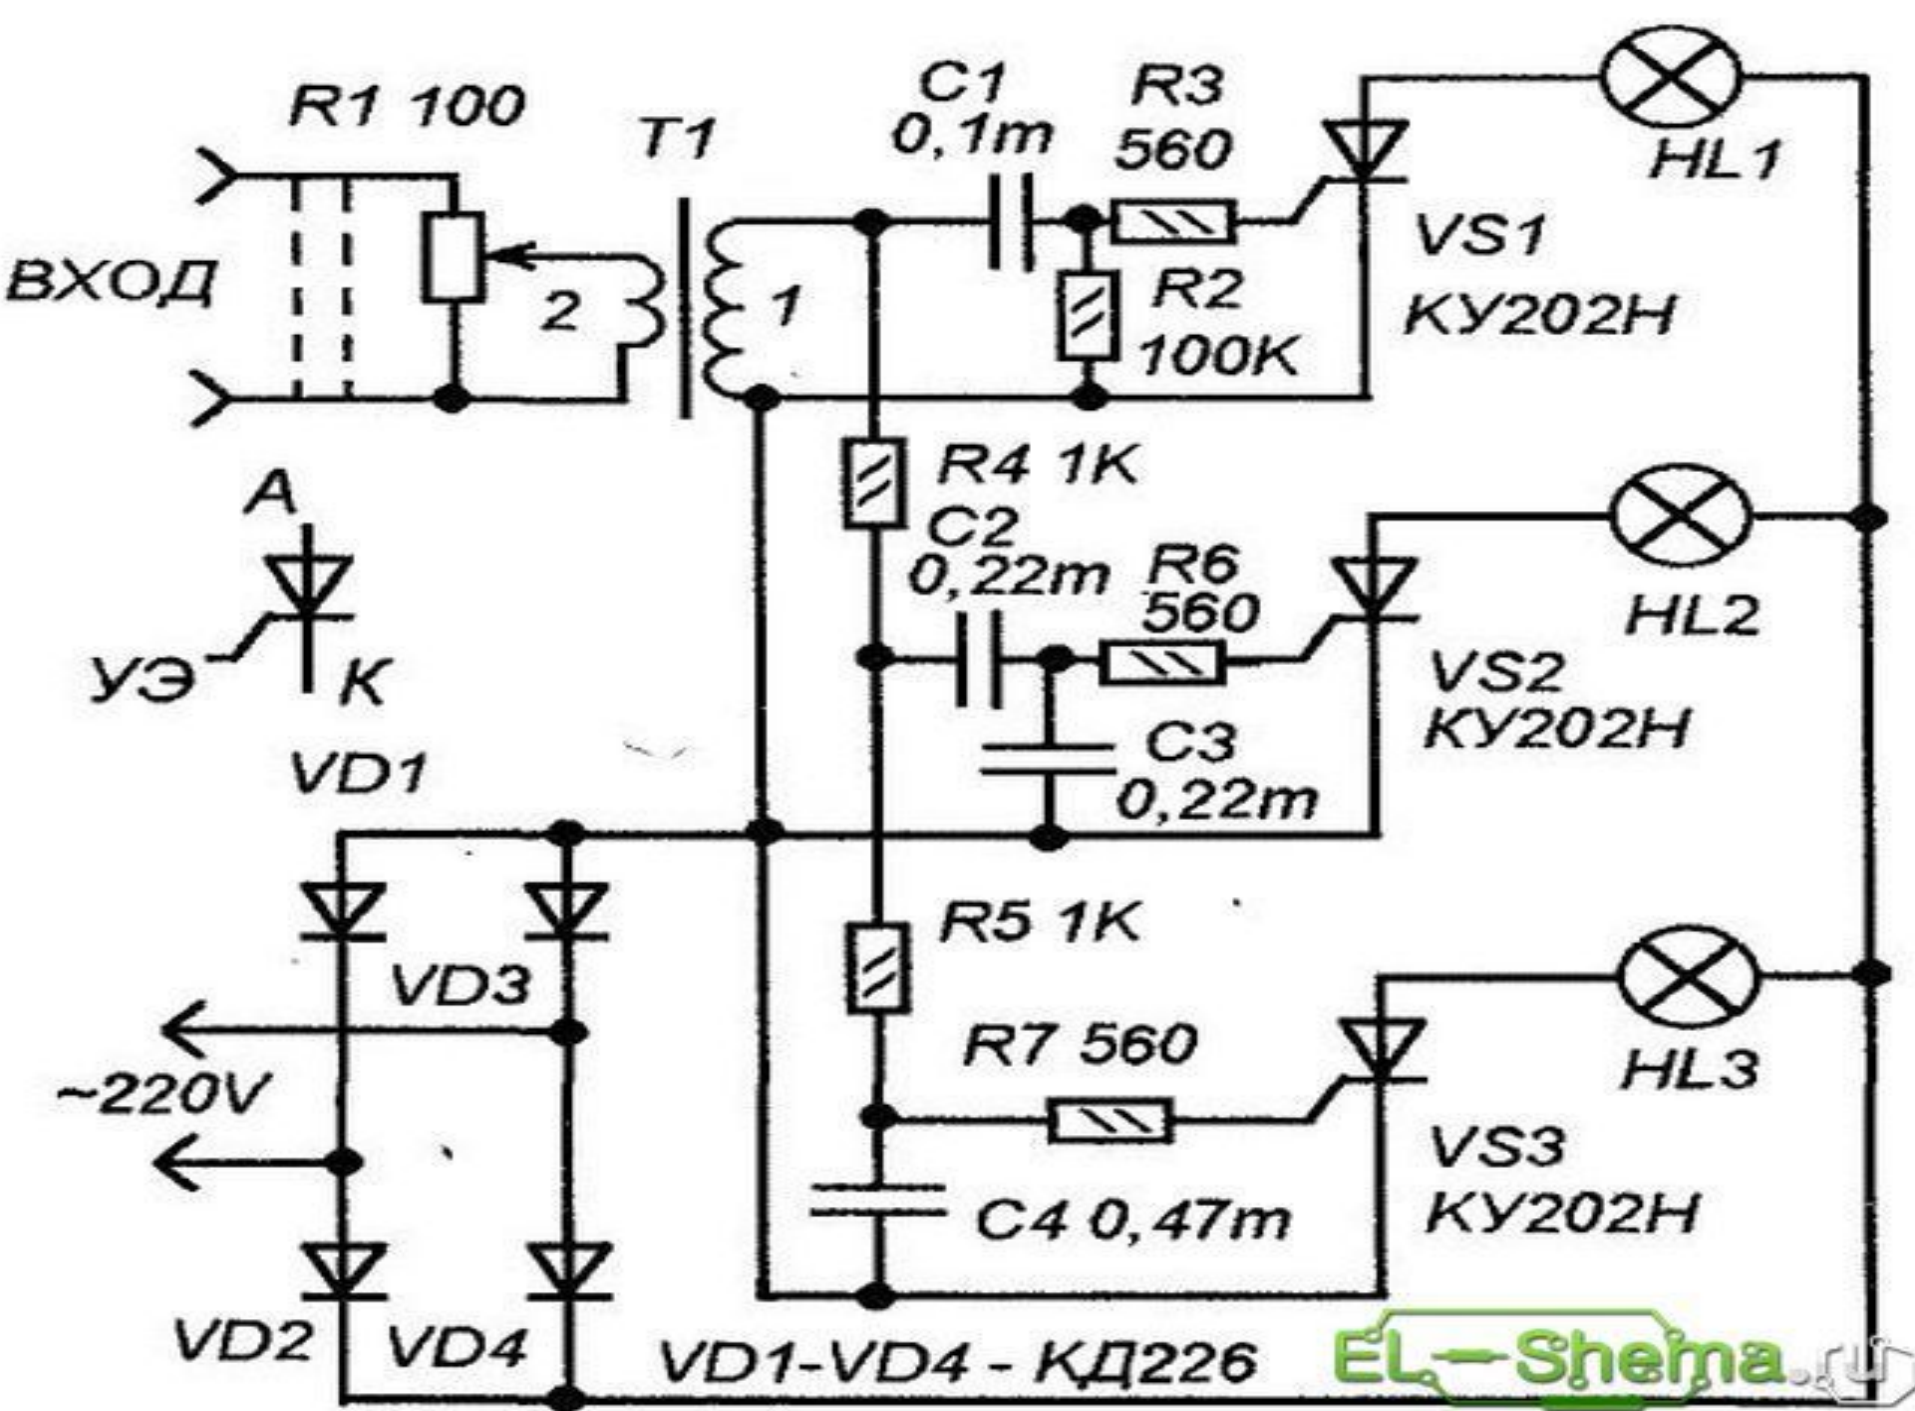 R1 100
T1
C1
0,1m
R3
560
HL1
VS1
КУ202Н
ВХОД
2
1
R2
100K
R4 1K
C2
0,22m
R6
560
HL2
VS2
КУ202Н
А
УЭ
К
C3
0,22m
VD1
R5 1K
VD3
~220V
R7 560
HL3
VS3
КУ202Н
C4 0,47m
VD2
VD4
VD1-VD4 - КД226
EL-Shema.ru